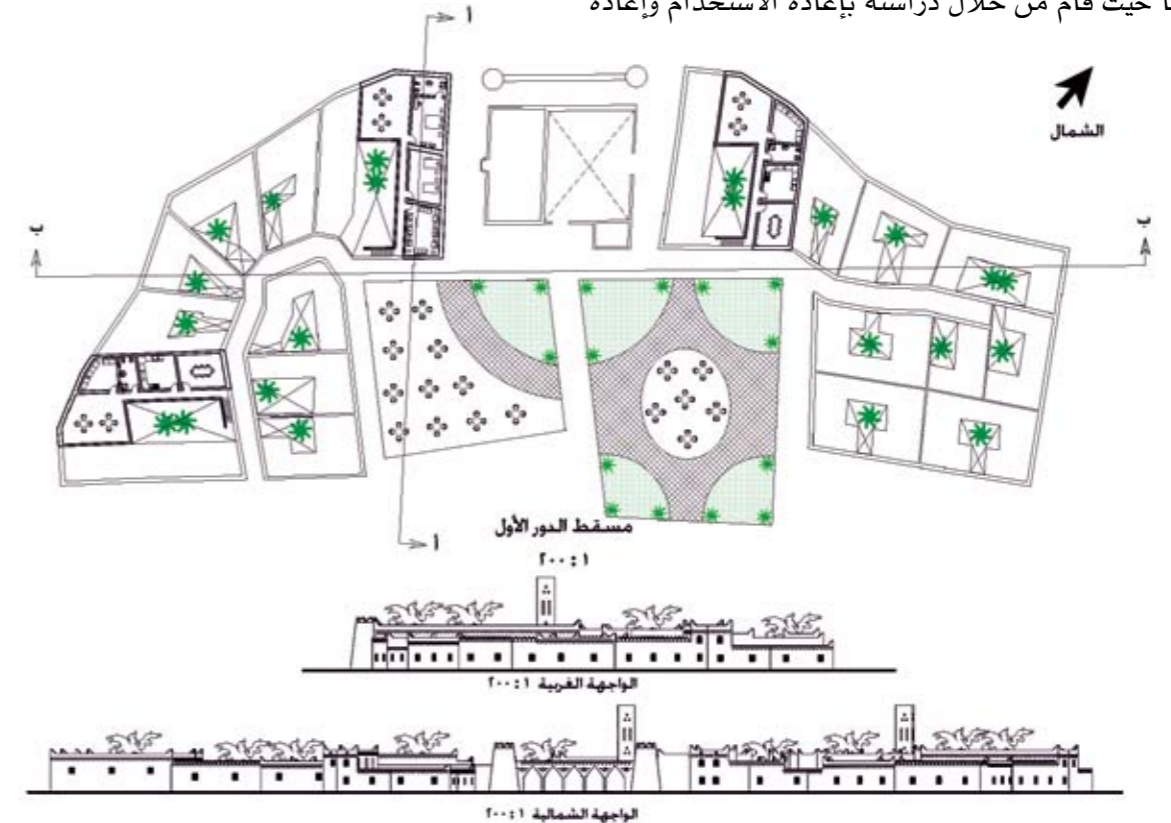 حيث قام من خلال دراسته بإعادة الاستخدام وإعادة
أ
الشمال
ب
ب
أ
مسقط الدور الأول
١ : ٢٠٠
الواجهة الغربية ١ : ٢٠٠
الواجهة الشمالية ١ : ٢٠٠